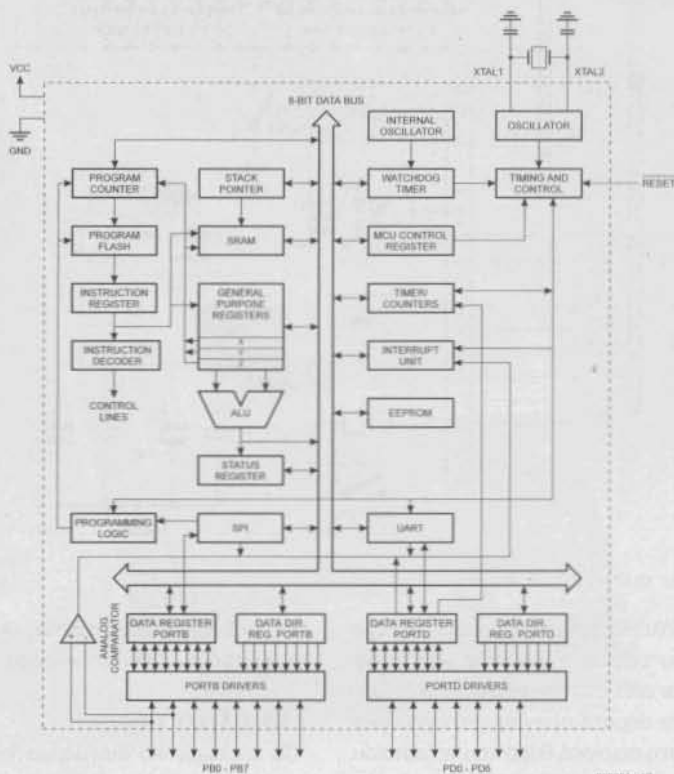 XTAL1
XTAL2
VCC
8-BIT DATA BUS
GND
INTERNAL
OSCILLATOR
OSCILLATOR
PROGRAM
COUNTER
STACK
POINTER
WATCHDOG
TIMER
TIMING AND
CONTROL
RESET
PROGRAM
FLASH
SRAM
MCU CONTROL
REGISTER
INSTRUCTION
REGISTER
GENERAL
PURPOSE
REGISTERS
X
Y
Z
TIMER/
COUNTERS
INSTRUCTION
DECODER
INTERRUPT
UNIT
CONTROL
LINES
ALU
EEPROM
STATUS
REGISTER
PROGRAMMING
LOGIC
SPI
UART
ANALOG
COMPARATOR
DATA REGISTER
PORTB
DATA DIR.
REG. PORTB
DATA REGISTER
PORTD
DATA DIR.
REG. PORTD
PORTB DRIVERS
PORTD DRIVERS
PB0 - PB7
PD0 - PD6